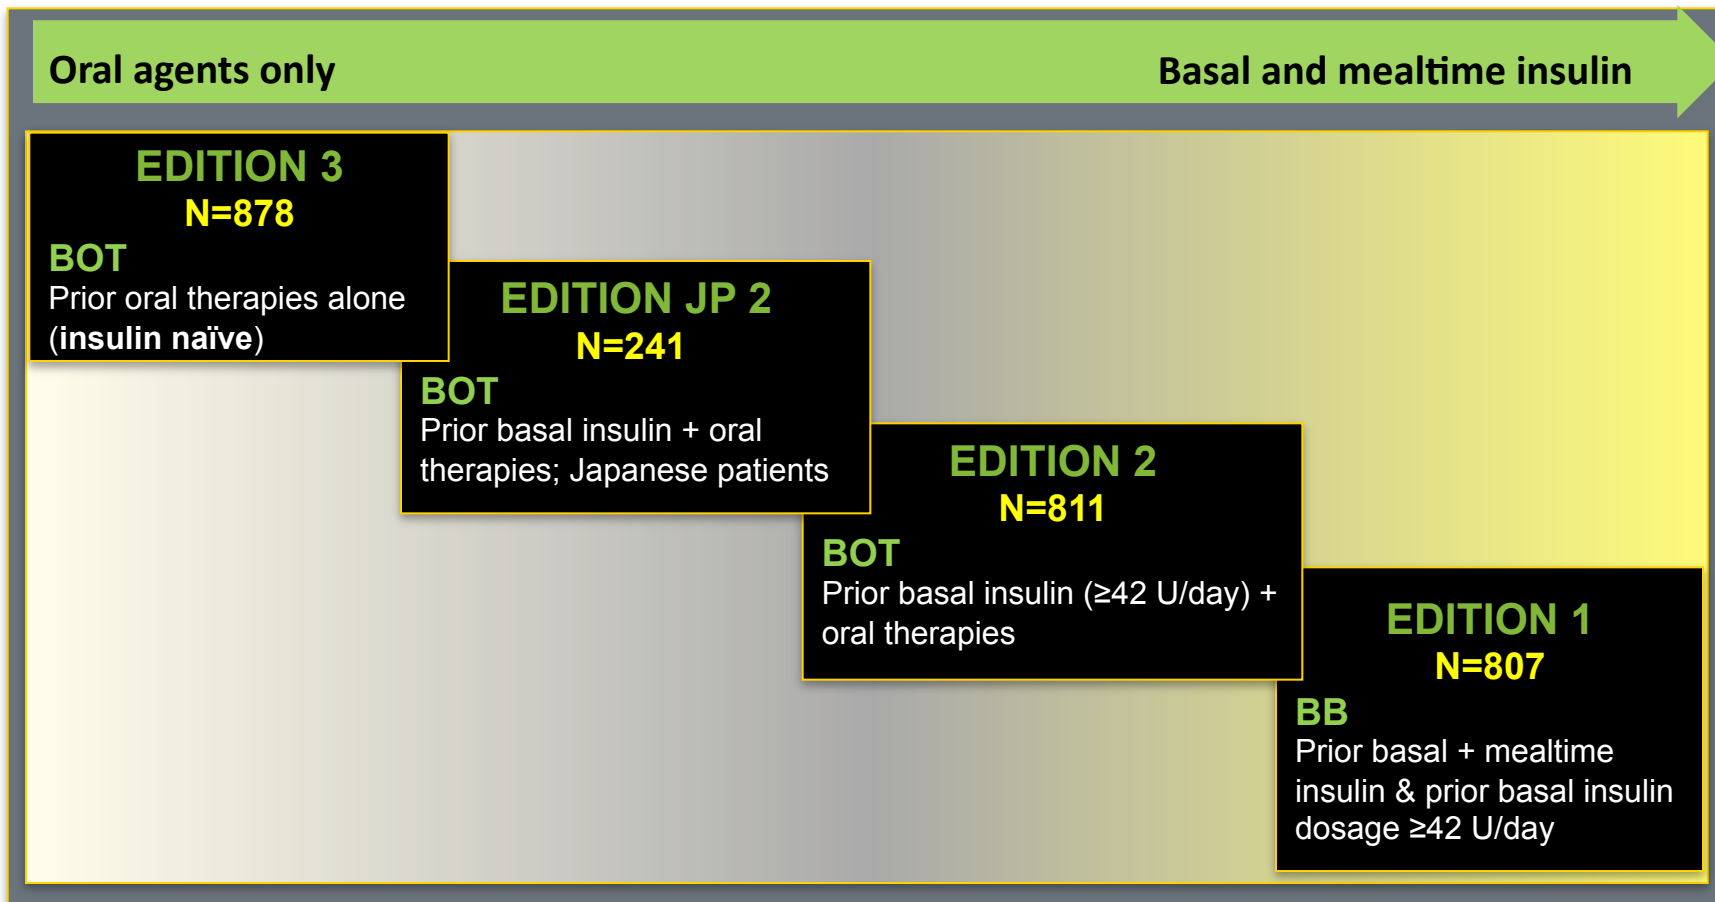 Oral agents only
Basal and mealtime insulin
EDITION 3
N=878
BOT
Prior oral therapies alone
(insulin naïve)
EDITION JP 2
N=241
BOT
Prior basal insulin + oral
therapies; Japanese patients
EDITION 2
N=811
BOT
Prior basal insulin (≥42 U/day) +
oral therapies
EDITION 1
N=807
BB
Prior basal + mealtime
insulin & prior basal insulin
dosage ≥42 U/day